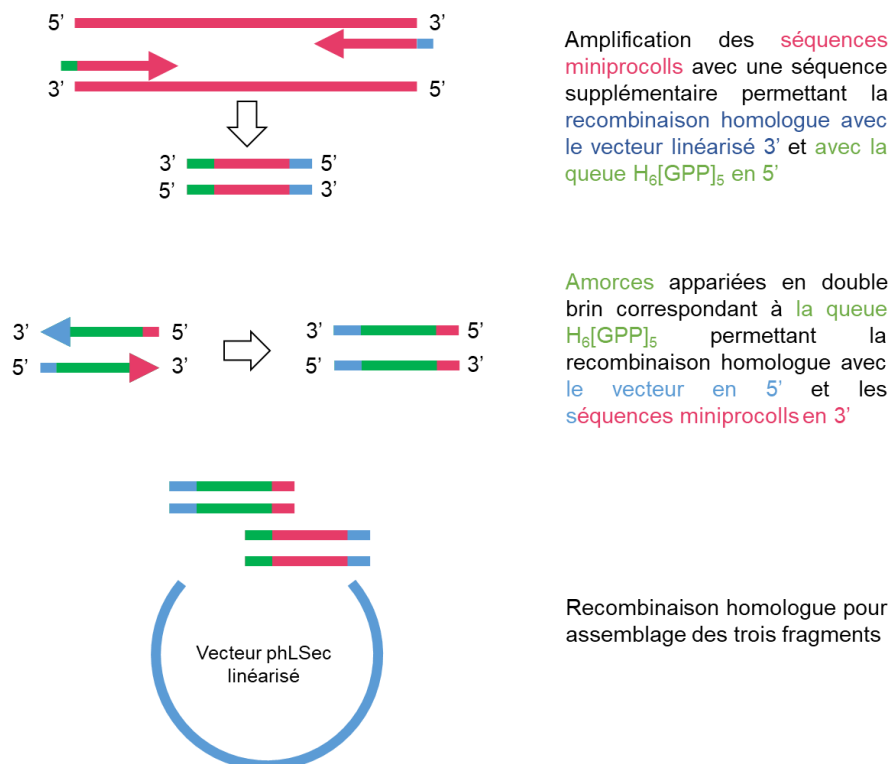 5’ 3’
3’ 5’
3’ 5’
5’ 3’
Amplification des séquences
miniprocolls avec une séquence
supplémentaire permettant la
recombinaison homologue avec
le vecteur linéarisé 3’ et avec la
queue H₆[GPP]₅ en 5’
3’ 5’
5’ 3’
3’ 5’
5’ 3’
Amorces appariées en double
brin correspondant à la queue
H₆[GPP]₅ permettant la
recombinaison homologue avec
le vecteur en 5’ et les
séquences miniprocolls en 3’
Vecteur phLSec
linéarisé
Recombinaison homologue pour
assemblage des trois fragments